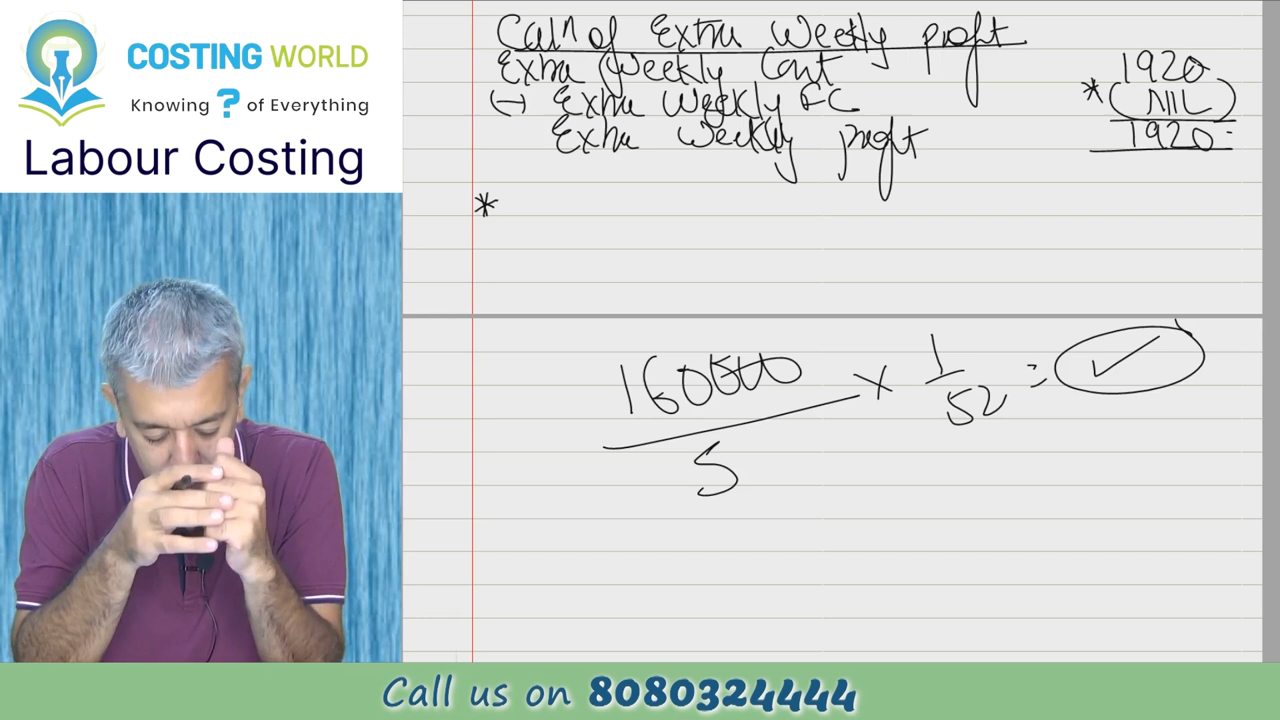 COSTING WORLD
Knowing ? of Everything
Labour Costing
Calⁿ of Extra Weekly profit
Extra Weekly Cont 1920
(-) Extra Weekly FC *(NIL)
Extra Weekly profit 1920
*
160000 × 1/52 = ✓
5
Call us on 8080324444